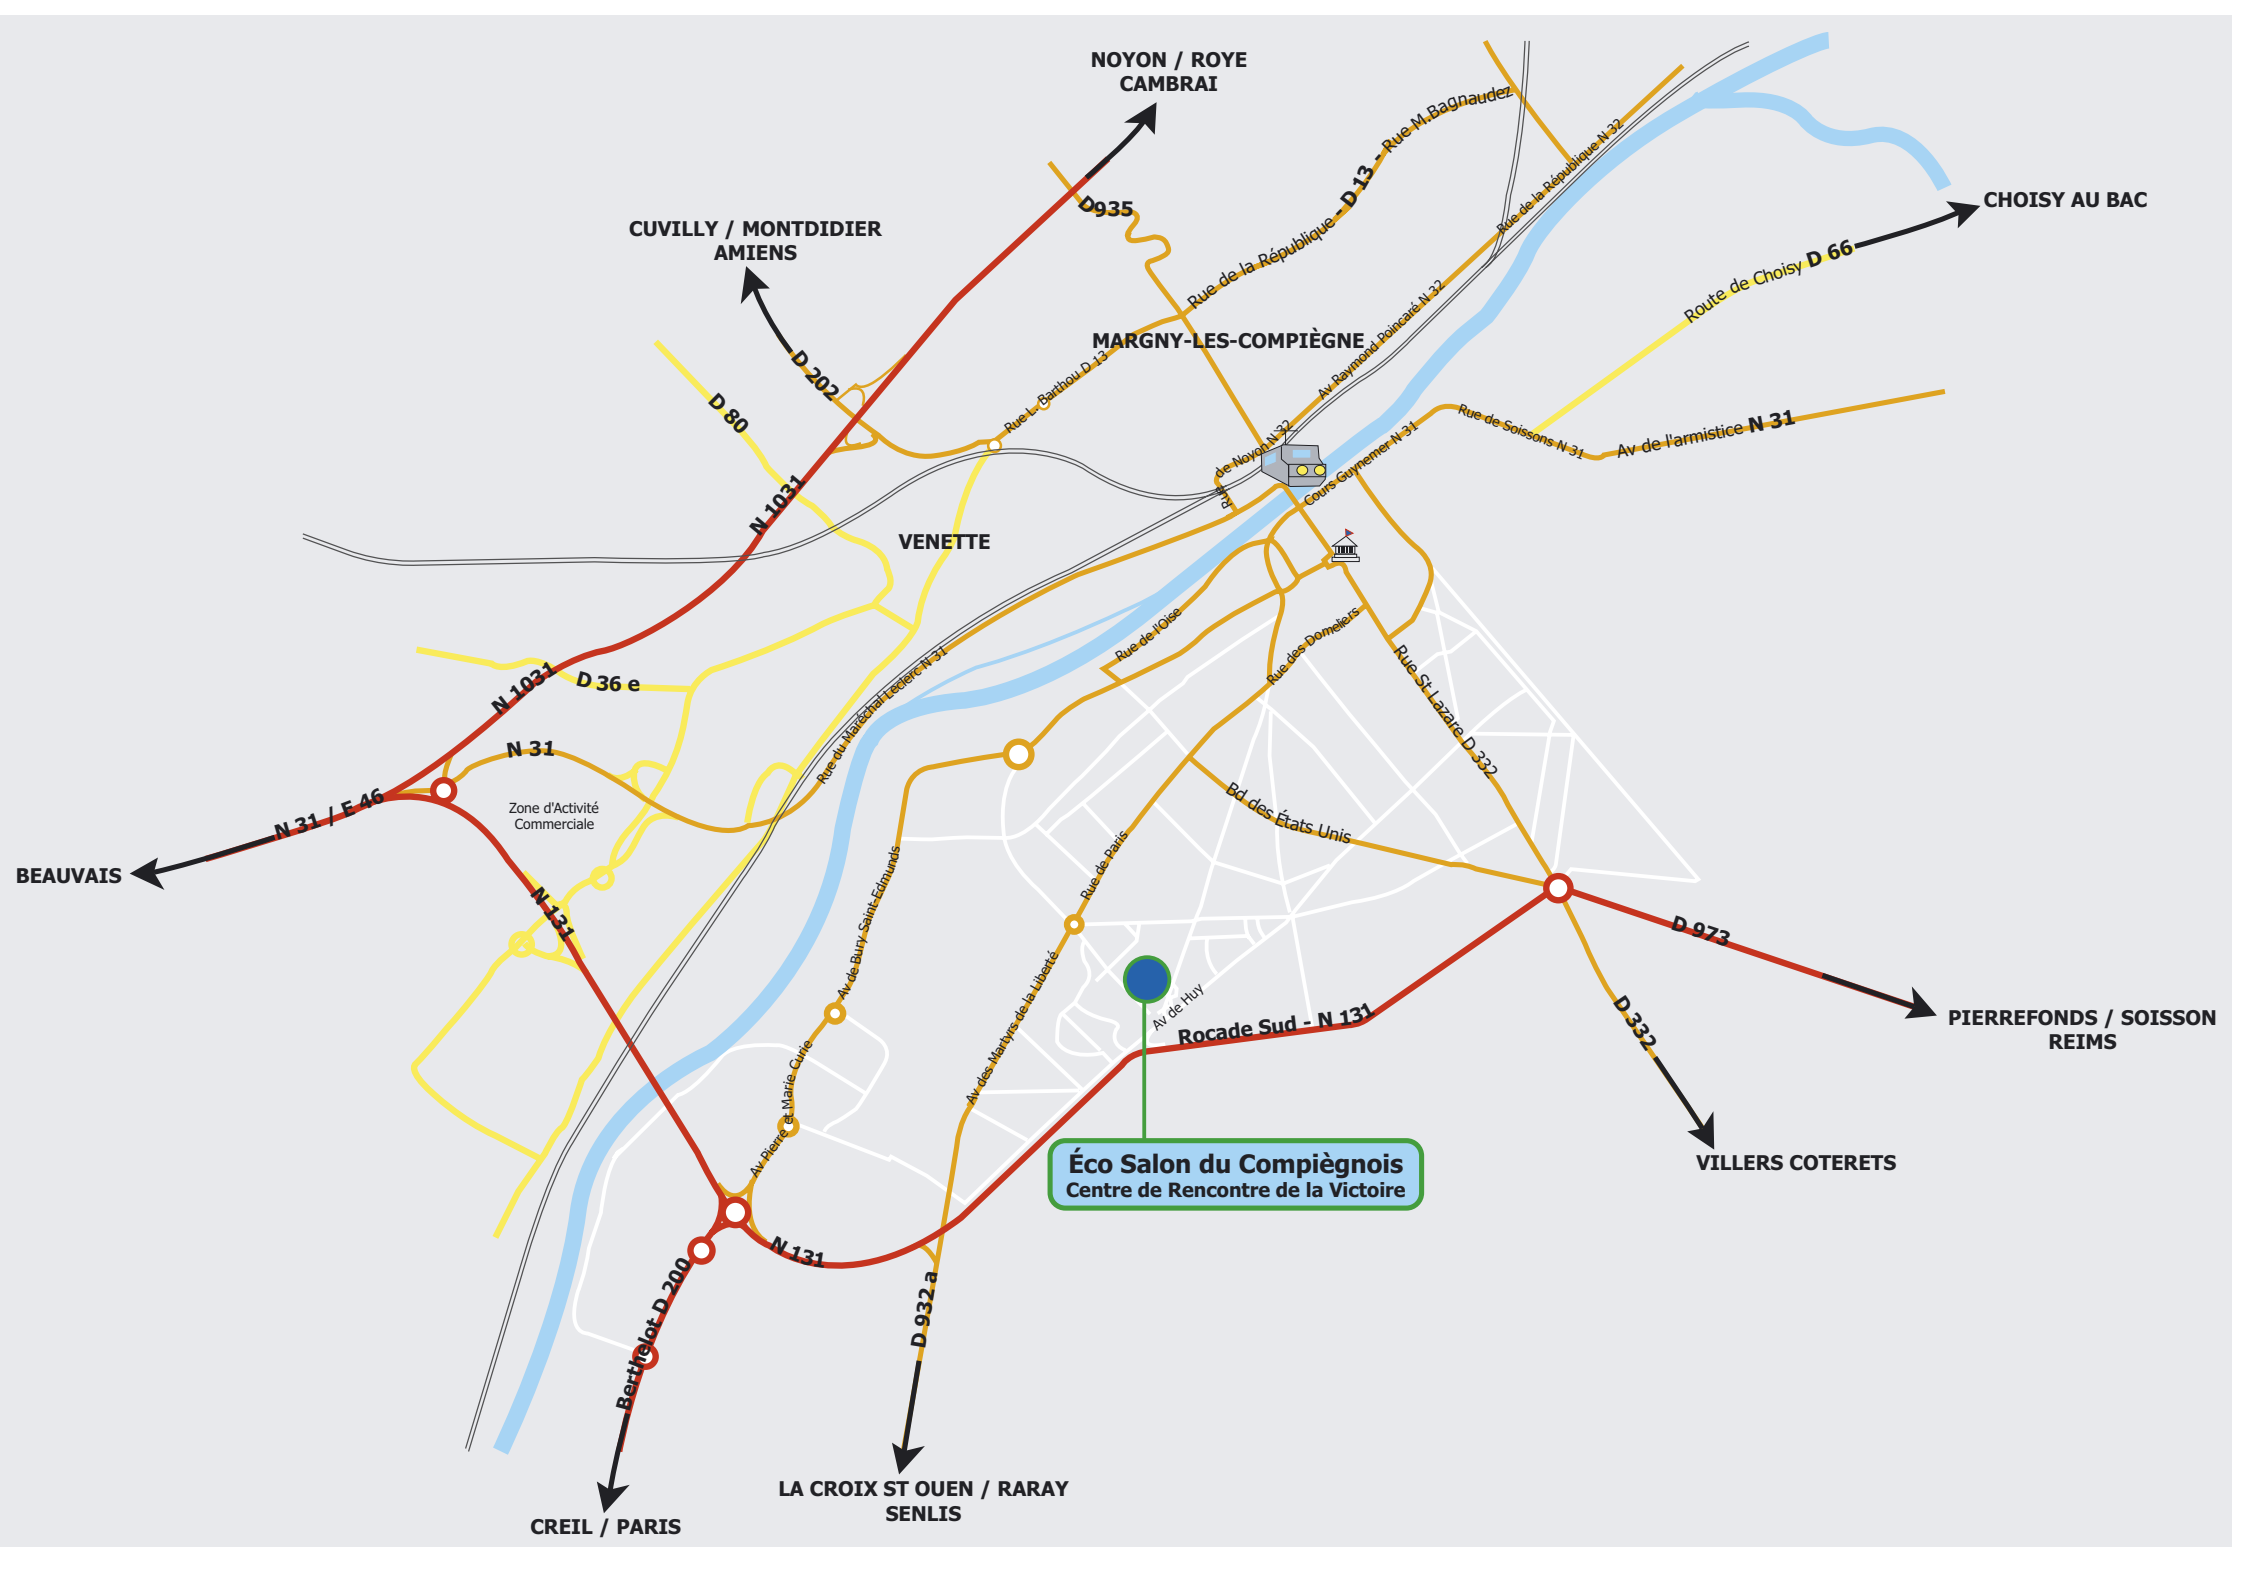 NOYON / ROYE
CAMBRAI
Rue M.Bagnaudez
D 13 -
Rue de la République -
Rue de la République N 32
CHOISY AU BAC
D 935
CUVILLY / MONTDIDIER
AMIENS
Route de Choisy D 66
MARGNY-LES-COMPIÈGNE
Av Raymond Poincaré N 32
D 202
Rue L. Barthou D 13
D 80
Rue de Noyon N 32
Cours Guynemer N 31
Rue de Soissons N 31
Av de l'armistice N 31
N 1031
VENETTE
Rue de l'Oise
Rue des Domeliers
N 1031
D 36 e
Rue du Maréchal Leclerc N 31
Rue St Lazare D 332
N 31
Zone d'Activité
Commerciale
N 31 / E 46
Bd des États Unis
BEAUVAIS
Rue de Paris
N 131
Av de Bury Saint-Edmunds
D 973
Av des Martyrs de la Liberté
Av de Huy
Rocade Sud - N 131
D 332
PIERREFONDS / SOISSON
REIMS
Av Pierre et Marie Curie
Éco Salon du Compiègnois
Centre de Rencontre de la Victoire
VILLERS COTERETS
N 131
Berthelot D 200
D 932 a
LA CROIX ST OUEN / RARAY
SENLIS
CREIL / PARIS